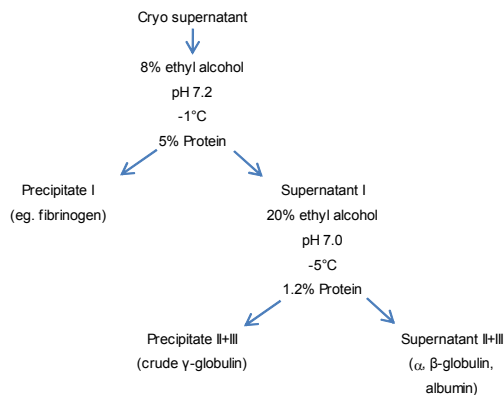 Cryo supernatant
8% ethyl alcohol
pH 7.2
-1°C
5% Protein
Precipitate I
(eg. fibrinogen)
Supernatant I
20% ethyl alcohol
pH 7.0
-5°C
1.2% Protein
Precipitate II+III
(crude γ-globulin)
Supernatant II+III
(α, β-globulin,
albumin)